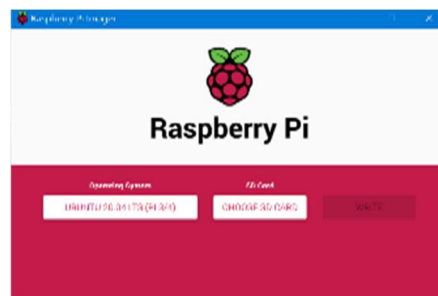 Raspberry Pi Imager
Raspberry Pi
Operating System
SD Card
UBUNTU 20.04 LTS (PI 3/4)
CHOOSE SD CARD
WRITE